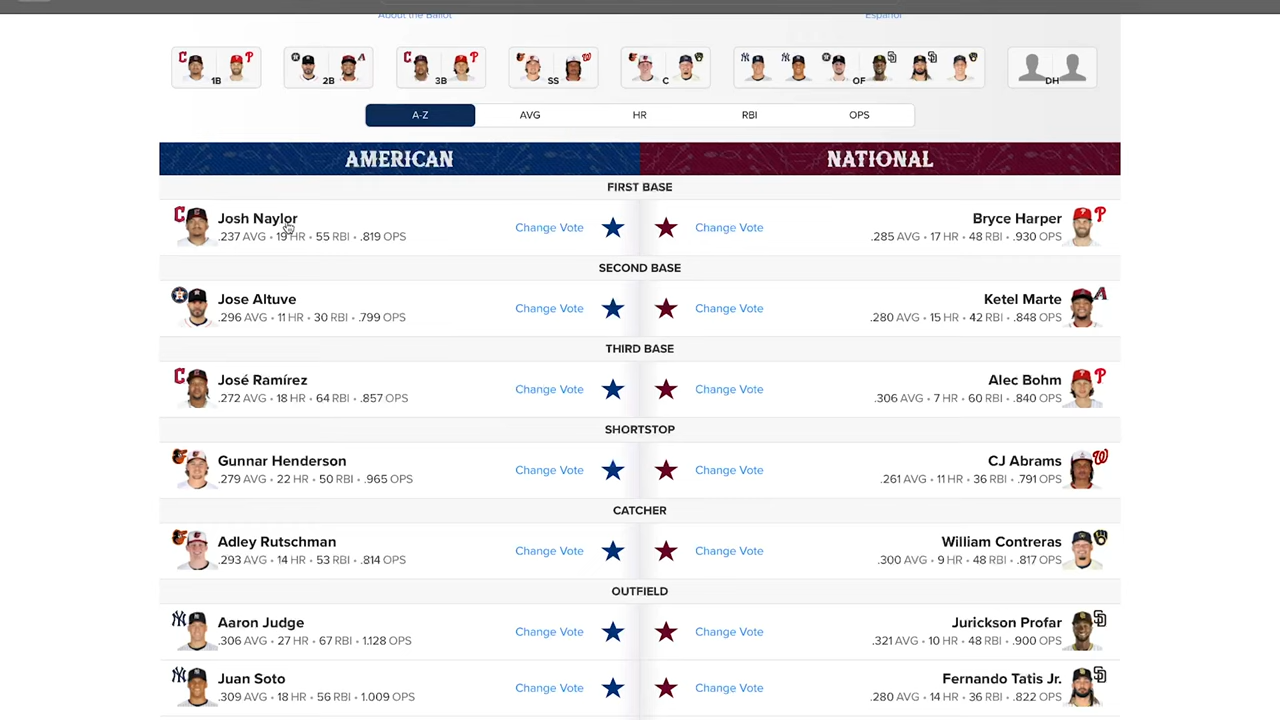 About the Ballot
Español
1B
2B
3B
SS
C
OF
DH
A-Z
AVG
HR
RBI
OPS
AMERICAN
NATIONAL
FIRST BASE
Josh Naylor
.237 AVG • 19 HR • 55 RBI • .819 OPS
Change Vote
Change Vote
Bryce Harper
.285 AVG • 17 HR • 48 RBI • .930 OPS
SECOND BASE
Jose Altuve
.296 AVG • 11 HR • 30 RBI • .799 OPS
Change Vote
Change Vote
Ketel Marte
.280 AVG • 15 HR • 42 RBI • .848 OPS
THIRD BASE
José Ramírez
.272 AVG • 18 HR • 64 RBI • .857 OPS
Change Vote
Change Vote
Alec Bohm
.306 AVG • 7 HR • 60 RBI • .840 OPS
SHORTSTOP
Gunnar Henderson
.279 AVG • 22 HR • 50 RBI • .965 OPS
Change Vote
Change Vote
CJ Abrams
.261 AVG • 11 HR • 36 RBI • .791 OPS
CATCHER
Adley Rutschman
.293 AVG • 14 HR • 53 RBI • .814 OPS
Change Vote
Change Vote
William Contreras
.300 AVG • 9 HR • 48 RBI • .817 OPS
OUTFIELD
Aaron Judge
.306 AVG • 27 HR • 67 RBI • 1.128 OPS
Change Vote
Change Vote
Jurickson Profar
.321 AVG • 10 HR • 48 RBI • .900 OPS
Juan Soto
.309 AVG • 18 HR • 56 RBI • 1.009 OPS
Change Vote
Change Vote
Fernando Tatis Jr.
.280 AVG • 14 HR • 36 RBI • .822 OPS